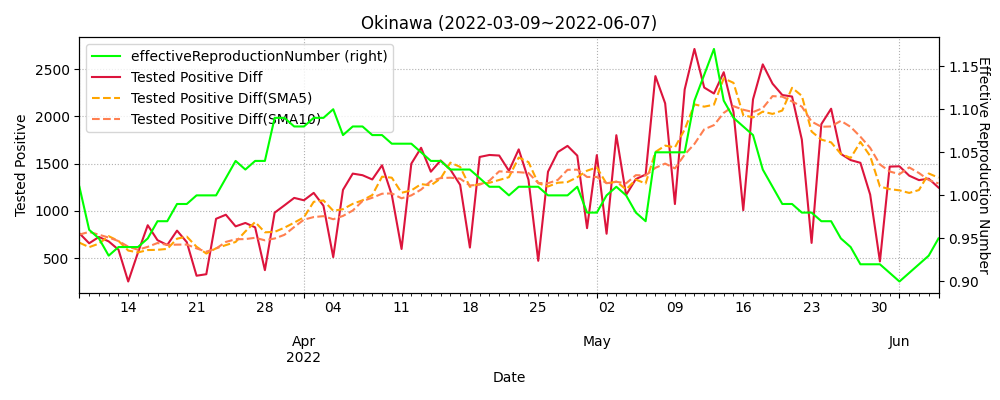 Okinawa (2022-03-09~2022-06-07)
effectiveReproductionNumber (right)
Tested Positive Diff
Tested Positive Diff(SMA5)
Tested Positive Diff(SMA10)
2500
2000
1500
1000
500
Tested Positive
1.15
1.10
1.05
1.00
0.95
0.90
Effective Reproduction Number
14 21 28 04 11 18 25 02 09 16 23 30
Apr May Jun
2022
Date